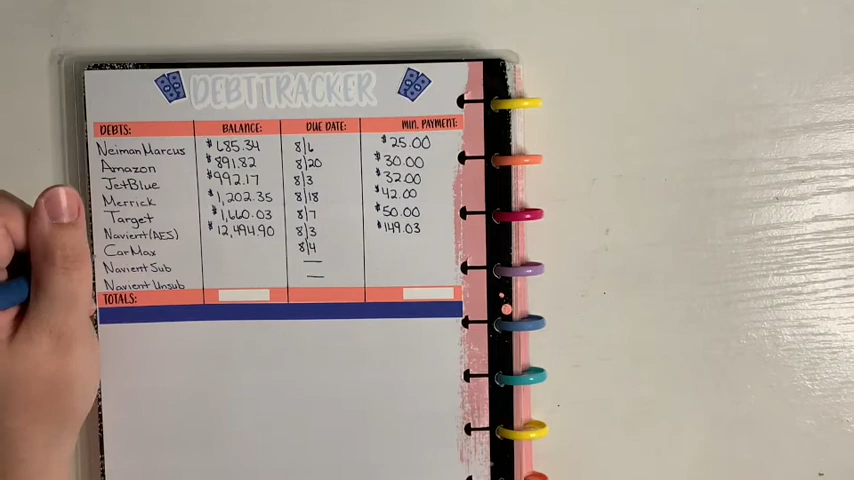 DEBT TRACKER
DEBTS: BALANCE: DUE DATE: MIN. PAYMENT:
Neiman Marcus $685.34 8/6 $25.00
Amazon $891.82 8/20 $30.00
JetBlue $992.17 8/3 $32.00
Merrick $1,202.35 8/18 $42.00
Target $1,660.03 8/7 $50.00
Navient (AES) $12,494.90 8/3 $149.03
CarMax 8/4
Navient Sub —
Navient Unsub —
TOTALS: